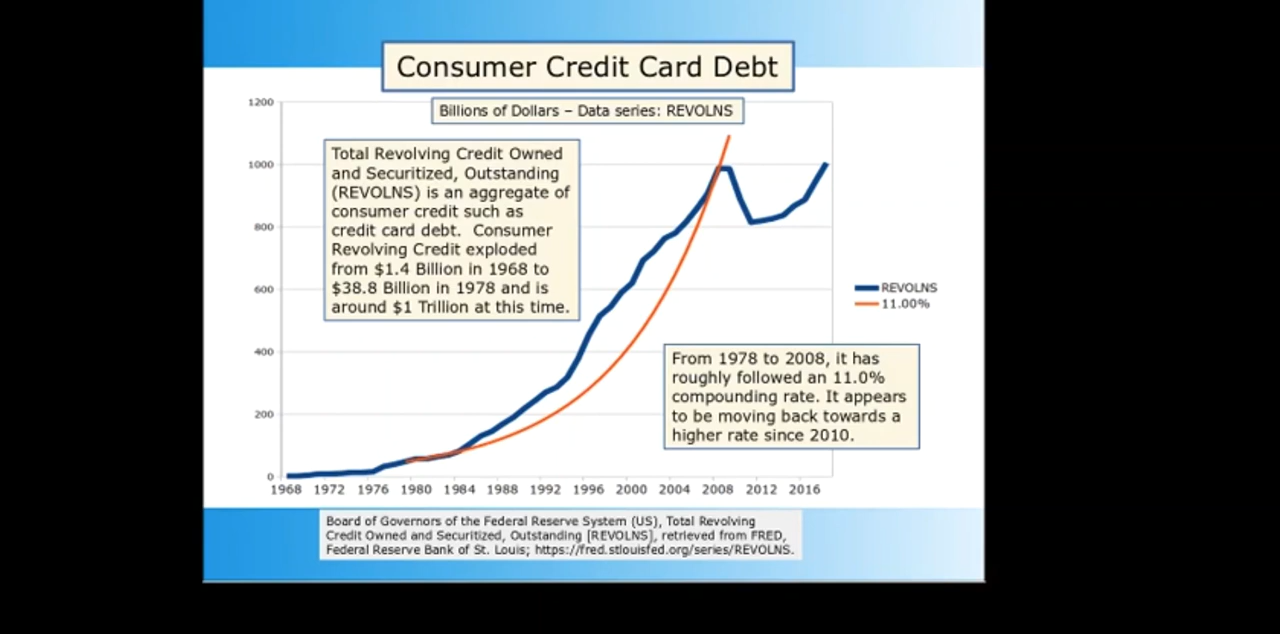 Consumer Credit Card Debt
Billions of Dollars – Data series: REVOLNS
1200
1000
800
600
400
200
0
Total Revolving Credit Owned
and Securitized, Outstanding
(REVOLNS) is an aggregate of
consumer credit such as
credit card debt.  Consumer
Revolving Credit exploded
from $1.4 Billion in 1968 to
$38.8 Billion in 1978 and is
around $1 Trillion at this time.
REVOLNS
11.00%
From 1978 to 2008, it has
roughly followed an 11.0%
compounding rate. It appears
to be moving back towards a
higher rate since 2010.
1968 1972 1976 1980 1984 1988 1992 1996 2000 2004 2008 2012 2016
Board of Governors of the Federal Reserve System (US), Total Revolving
Credit Owned and Securitized, Outstanding [REVOLNS], retrieved from FRED,
Federal Reserve Bank of St. Louis; https://fred.stlouisfed.org/series/REVOLNS.